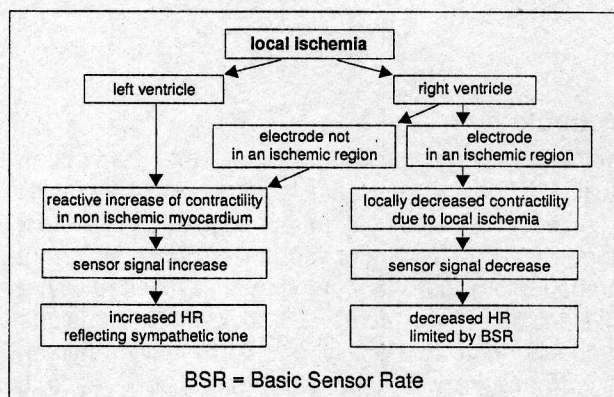 local ischemia
left ventricle
right ventricle
electrode not
in an ischemic region
electrode
in an ischemic region
reactive increase of contractility
in non ischemic myocardium
locally decreased contractility
due to local ischemia
sensor signal increase
sensor signal decrease
increased HR
reflecting sympathetic tone
decreased HR
limited by BSR
BSR = Basic Sensor Rate